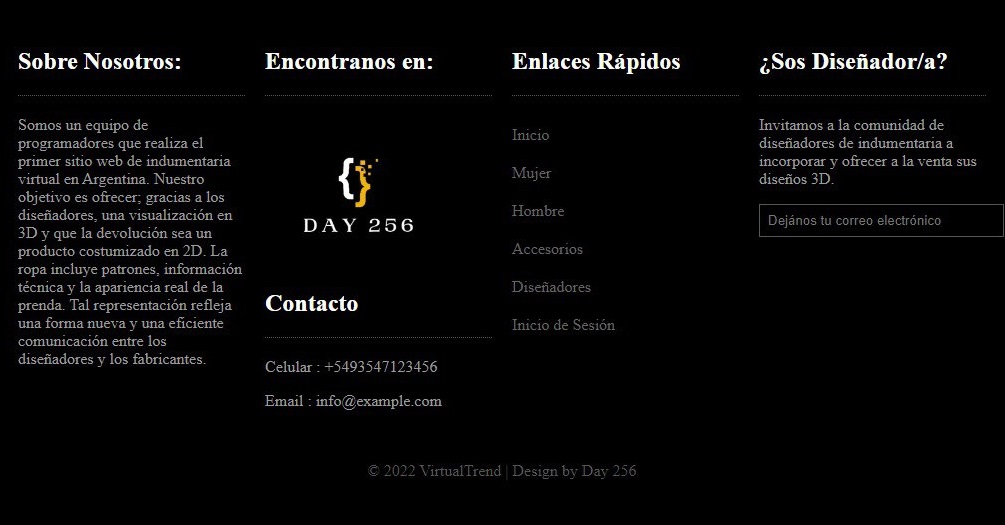 Sobre Nosotros:
Somos un equipo de
programadores que realiza el
primer sitio web de indumentaria
virtual en Argentina. Nuestro
objetivo es ofrecer; gracias a los
diseñadores, una visualización en
3D y que la devolución sea un
producto costumizado en 2D. La
ropa incluye patrones, información
técnica y la apariencia real de la
prenda. Tal representación refleja
una forma nueva y una eficiente
comunicación entre los
diseñadores y los fabricantes.
Encontranos en:
{}
DAY 256
Contacto
Celular : +5493547123456
Email : info@example.com
Enlaces Rápidos
Inicio
Mujer
Hombre
Accesorios
Diseñadores
Inicio de Sesión
¿Sos Diseñador/a?
Invitamos a la comunidad de
diseñadores de indumentaria a
incorporar y ofrecer a la venta sus
diseños 3D.
Dejános tu correo electrónico
© 2022 VirtualTrend | Design by Day 256